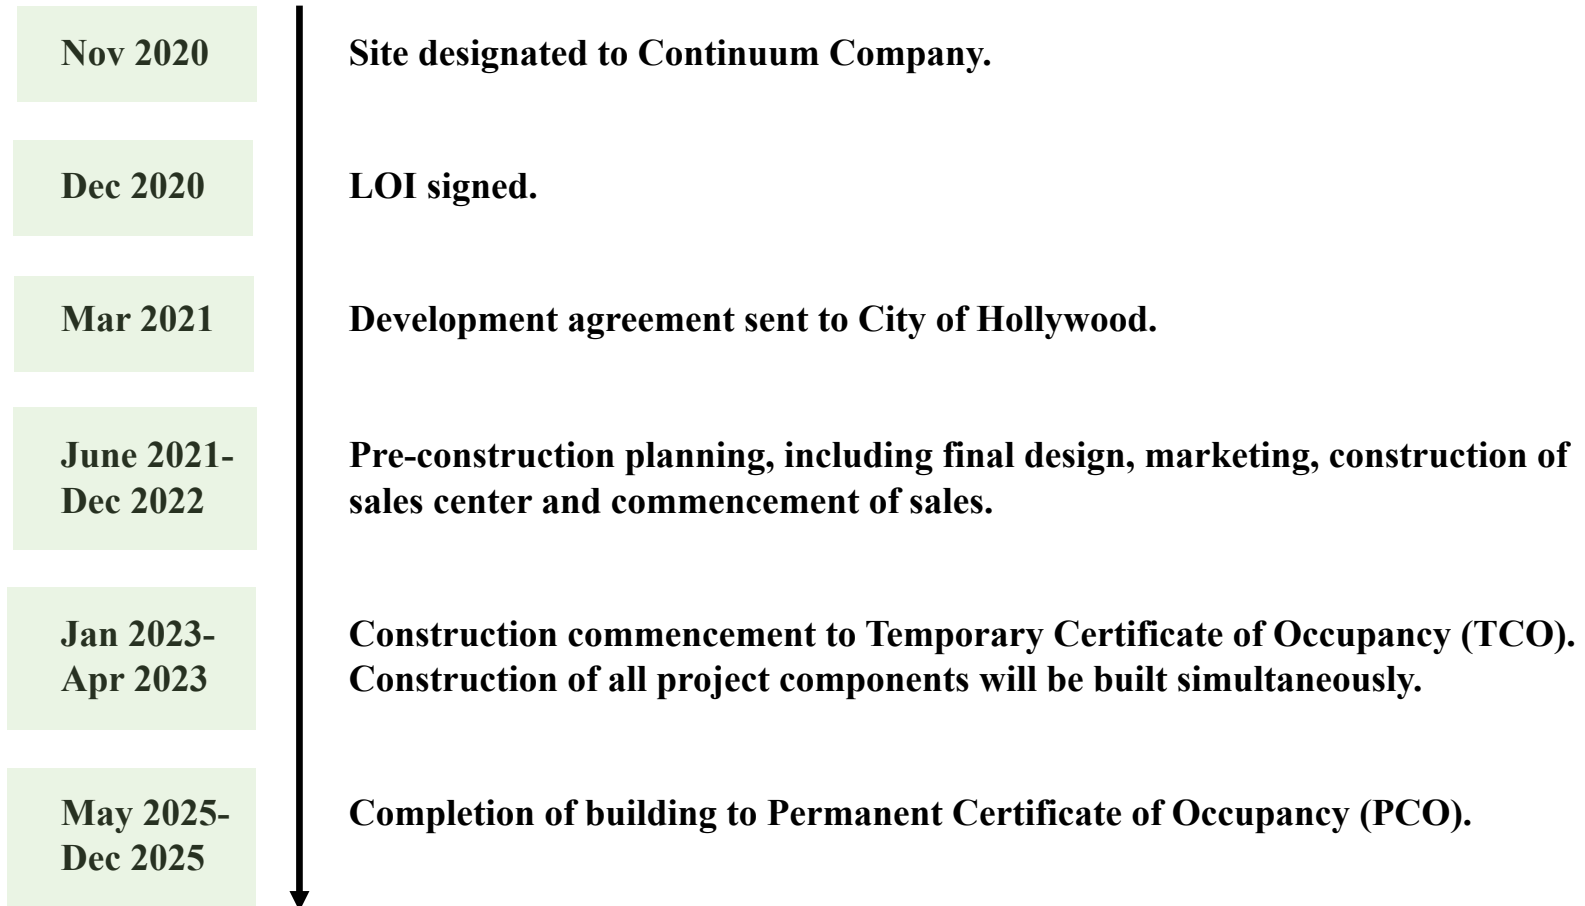 Nov 2020
Site designated to Continuum Company.
Dec 2020
LOI signed.
Mar 2021
Development agreement sent to City of Hollywood.
June 2021-
Dec 2022
Pre-construction planning, including final design, marketing, construction of
sales center and commencement of sales.
Jan 2023-
Apr 2023
Construction commencement to Temporary Certificate of Occupancy (TCO).
Construction of all project components will be built simultaneously.
May 2025-
Dec 2025
Completion of building to Permanent Certificate of Occupancy (PCO).